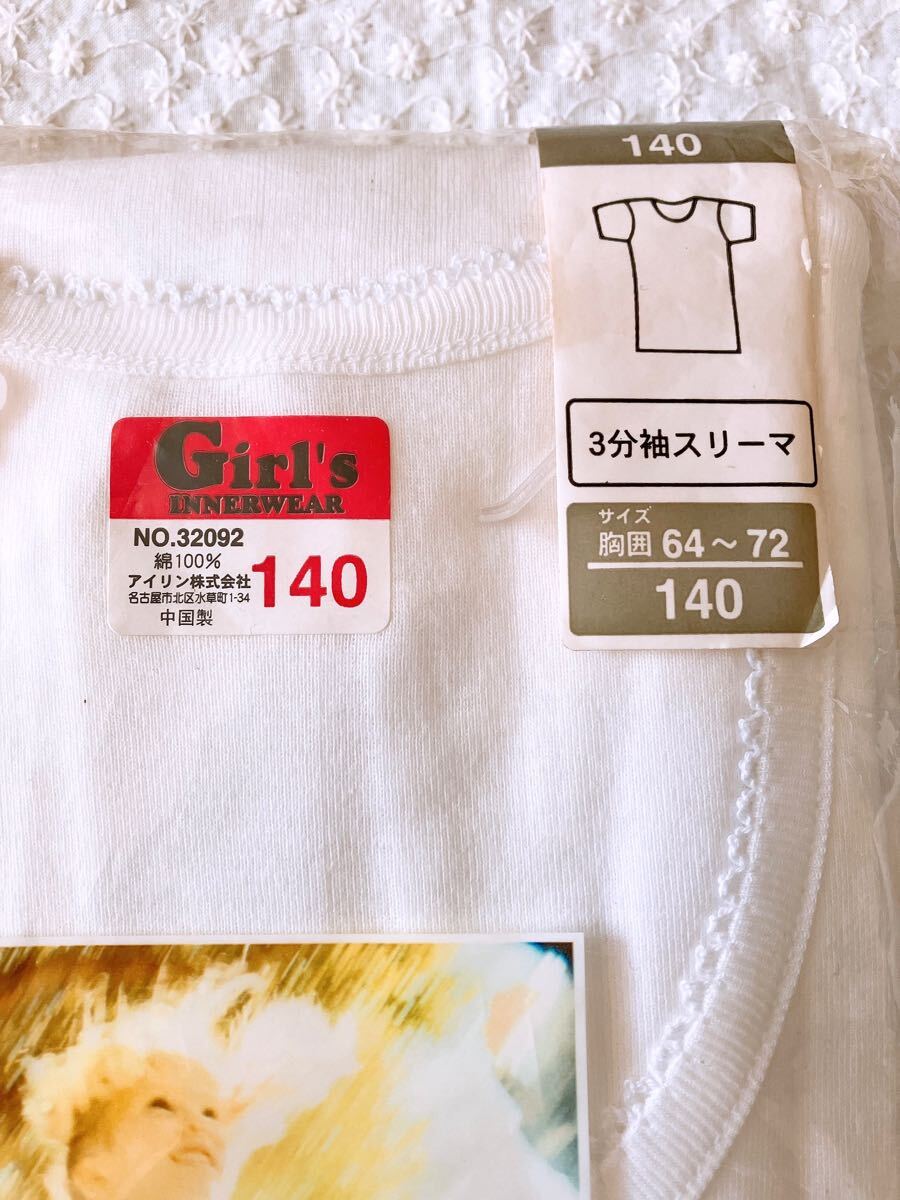 140
3分袖スリーマ
サイズ
胸囲 64～72
140
Girl's
INNERWEAR
NO.32092
綿100%
アイリン株式会社
名古屋市北区水草町1-34
中国製
140